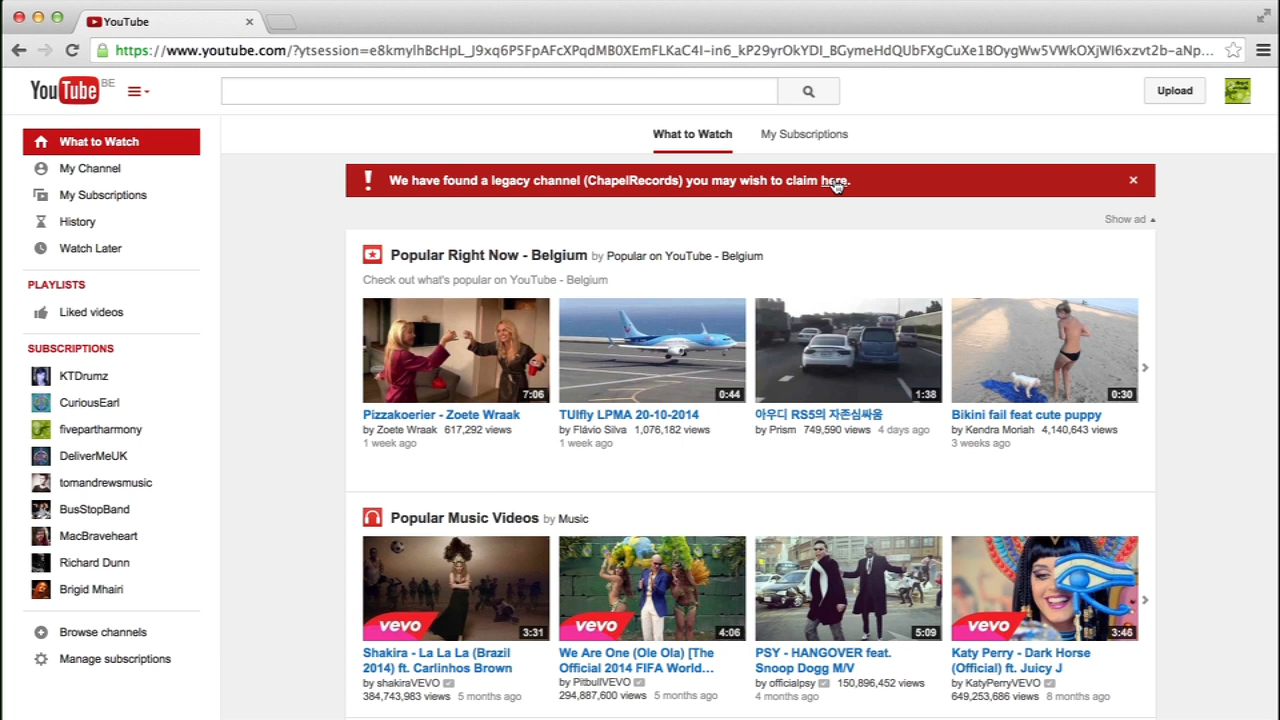 YouTube
https://www.youtube.com/?ytsession=e8kmylhBcHpL_J9xq6P5FpAFcXPqdMB0XEmFLKaC4I-in6_kP29yrOkYDI_BGymeHdQUbFXgCuXe1BOygWw5VWkOXjWl6xzvt2b-aNp...
YouTube BE
Upload
What to Watch
My Subscriptions
What to Watch
My Channel
My Subscriptions
History
Watch Later
PLAYLISTS
Liked videos
SUBSCRIPTIONS
KTDrumz
CuriousEarl
fivepartharmony
DeliverMeUK
tomandrewsmusic
BusStopBand
MacBraveheart
Richard Dunn
Brigid Mhairi
Browse channels
Manage subscriptions
We have found a legacy channel (ChapelRecords) you may wish to claim here.
Show ad
Popular Right Now - Belgium by Popular on YouTube - Belgium
Check out what's popular on YouTube - Belgium
7:06
0:44
1:38
0:30
Pizzakoerier - Zoete Wraak
by Zoete Wraak 617,292 views
1 week ago
TUIfly LPMA 20-10-2014
by Flávio Silva 1,076,182 views
1 week ago
아우디 RS5의 자존심싸움
by Prism 749,590 views 4 days ago
Bikini fail feat cute puppy
by Kendra Moriah 4,140,643 views
3 weeks ago
Popular Music Videos by Music
vevo
3:31
vevo
4:06
5:09
vevo
3:46
Shakira - La La La (Brazil
2014) ft. Carlinhos Brown
by shakiraVEVO
384,743,983 views 5 months ago
We Are One (Ole Ola) [The
Official 2014 FIFA World...
by PitbullVEVO
294,887,600 views 5 months ago
PSY - HANGOVER feat.
Snoop Dogg M/V
by officialpsy 150,896,452 views
4 months ago
Katy Perry - Dark Horse
(Official) ft. Juicy J
by KatyPerryVEVO
649,253,686 views 8 months ago